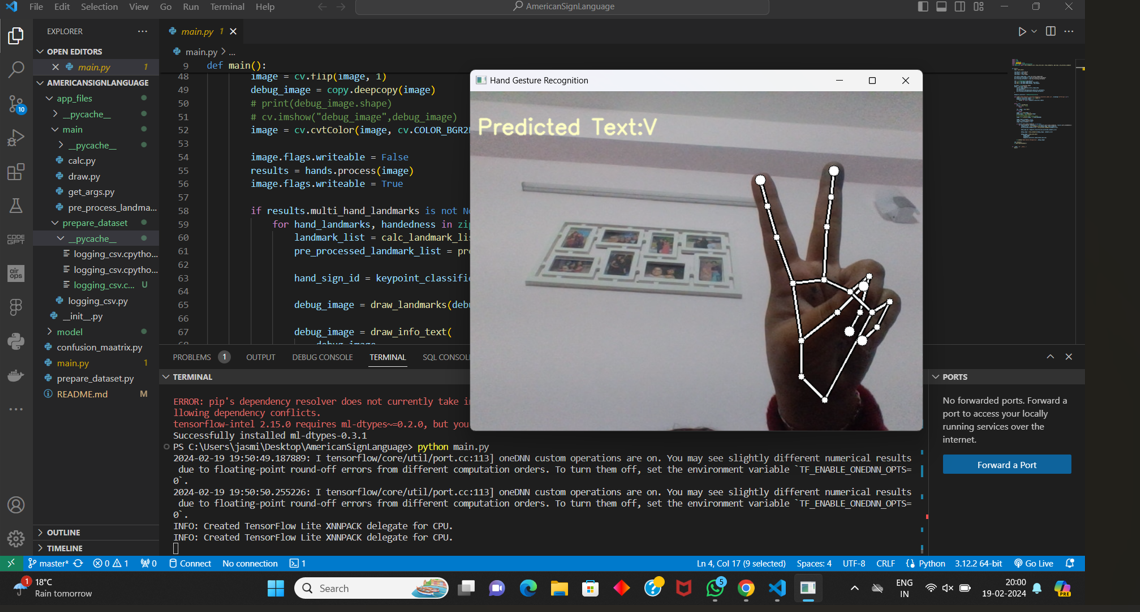 File Edit Selection View Go Run Terminal Help
AmericanSignLanguage
EXPLORER
OPEN EDITORS
main.py 1
AMERICANSIGNLANGUAGE
app_files
__pycache__
main
__pycache__
calc.py
draw.py
get_args.py
pre_process_landma...
prepare_dataset
__pycache__
logging_csv.cpytho...
logging_csv.cpytho...
logging_csv.c... U
logging_csv.py
__init__.py
model
confusion_maatrix.py
main.py 1
prepare_dataset.py
README.md M
OUTLINE
TIMELINE
10
main.py 1
main.py > ...
9 def main():
48 image = cv.flip(image, 1)
49 debug_image = copy.deepcopy(image)
50 # print(debug_image.shape)
51 # cv.imshow("debug_image",debug_image)
52 image = cv.cvtColor(image, cv.COLOR_BGR2
53
54 image.flags.writeable = False
55 results = hands.process(image)
56 image.flags.writeable = True
57
58 if results.multi_hand_landmarks is not No
59 for hand_landmarks, handedness in zi
60 landmark_list = calc_landmark_li
61 pre_processed_landmark_list = pr
62
63 hand_sign_id = keypoint_classifi
64
65 debug_image = draw_landmarks(deb
66
67 debug_image = draw_info_text(
Hand Gesture Recognition
Predicted Text:V
PROBLEMS 1 OUTPUT DEBUG CONSOLE TERMINAL SQL CONSOL
TERMINAL
ERROR: pip's dependency resolver does not currently take i
llowing dependency conflicts.
tensorflow-intel 2.15.0 requires ml-dtypes~=0.2.0, but you
Successfully installed ml-dtypes-0.3.1
PS C:\Users\jasmi\Desktop\AmericanSignLanguage> python main.py
2024-02-19 19:50:49.187889: I tensorflow/core/util/port.cc:113] oneDNN custom operations are on. You may see slightly different numerical results
due to floating-point round-off errors from different computation orders. To turn them off, set the environment variable `TF_ENABLE_ONEDNN_OPTS=
0`.
2024-02-19 19:50:50.255226: I tensorflow/core/util/port.cc:113] oneDNN custom operations are on. You may see slightly different numerical results
due to floating-point round-off errors from different computation orders. To turn them off, set the environment variable `TF_ENABLE_ONEDNN_OPTS=
0`.
INFO: Created TensorFlow Lite XNNPACK delegate for CPU.
INFO: Created TensorFlow Lite XNNPACK delegate for CPU.
PORTS
No forwarded ports. Forward a
port to access your locally
running services over the
internet.
Forward a Port
master* 0 1 0 Connect No connection 1
Ln 4, Col 17 (9 selected) Spaces: 4 UTF-8 CRLF Python 3.12.2 64-bit Go Live
1 18°C
Rain tomorrow
Search
5
ENG
IN
20:00
19-02-2024